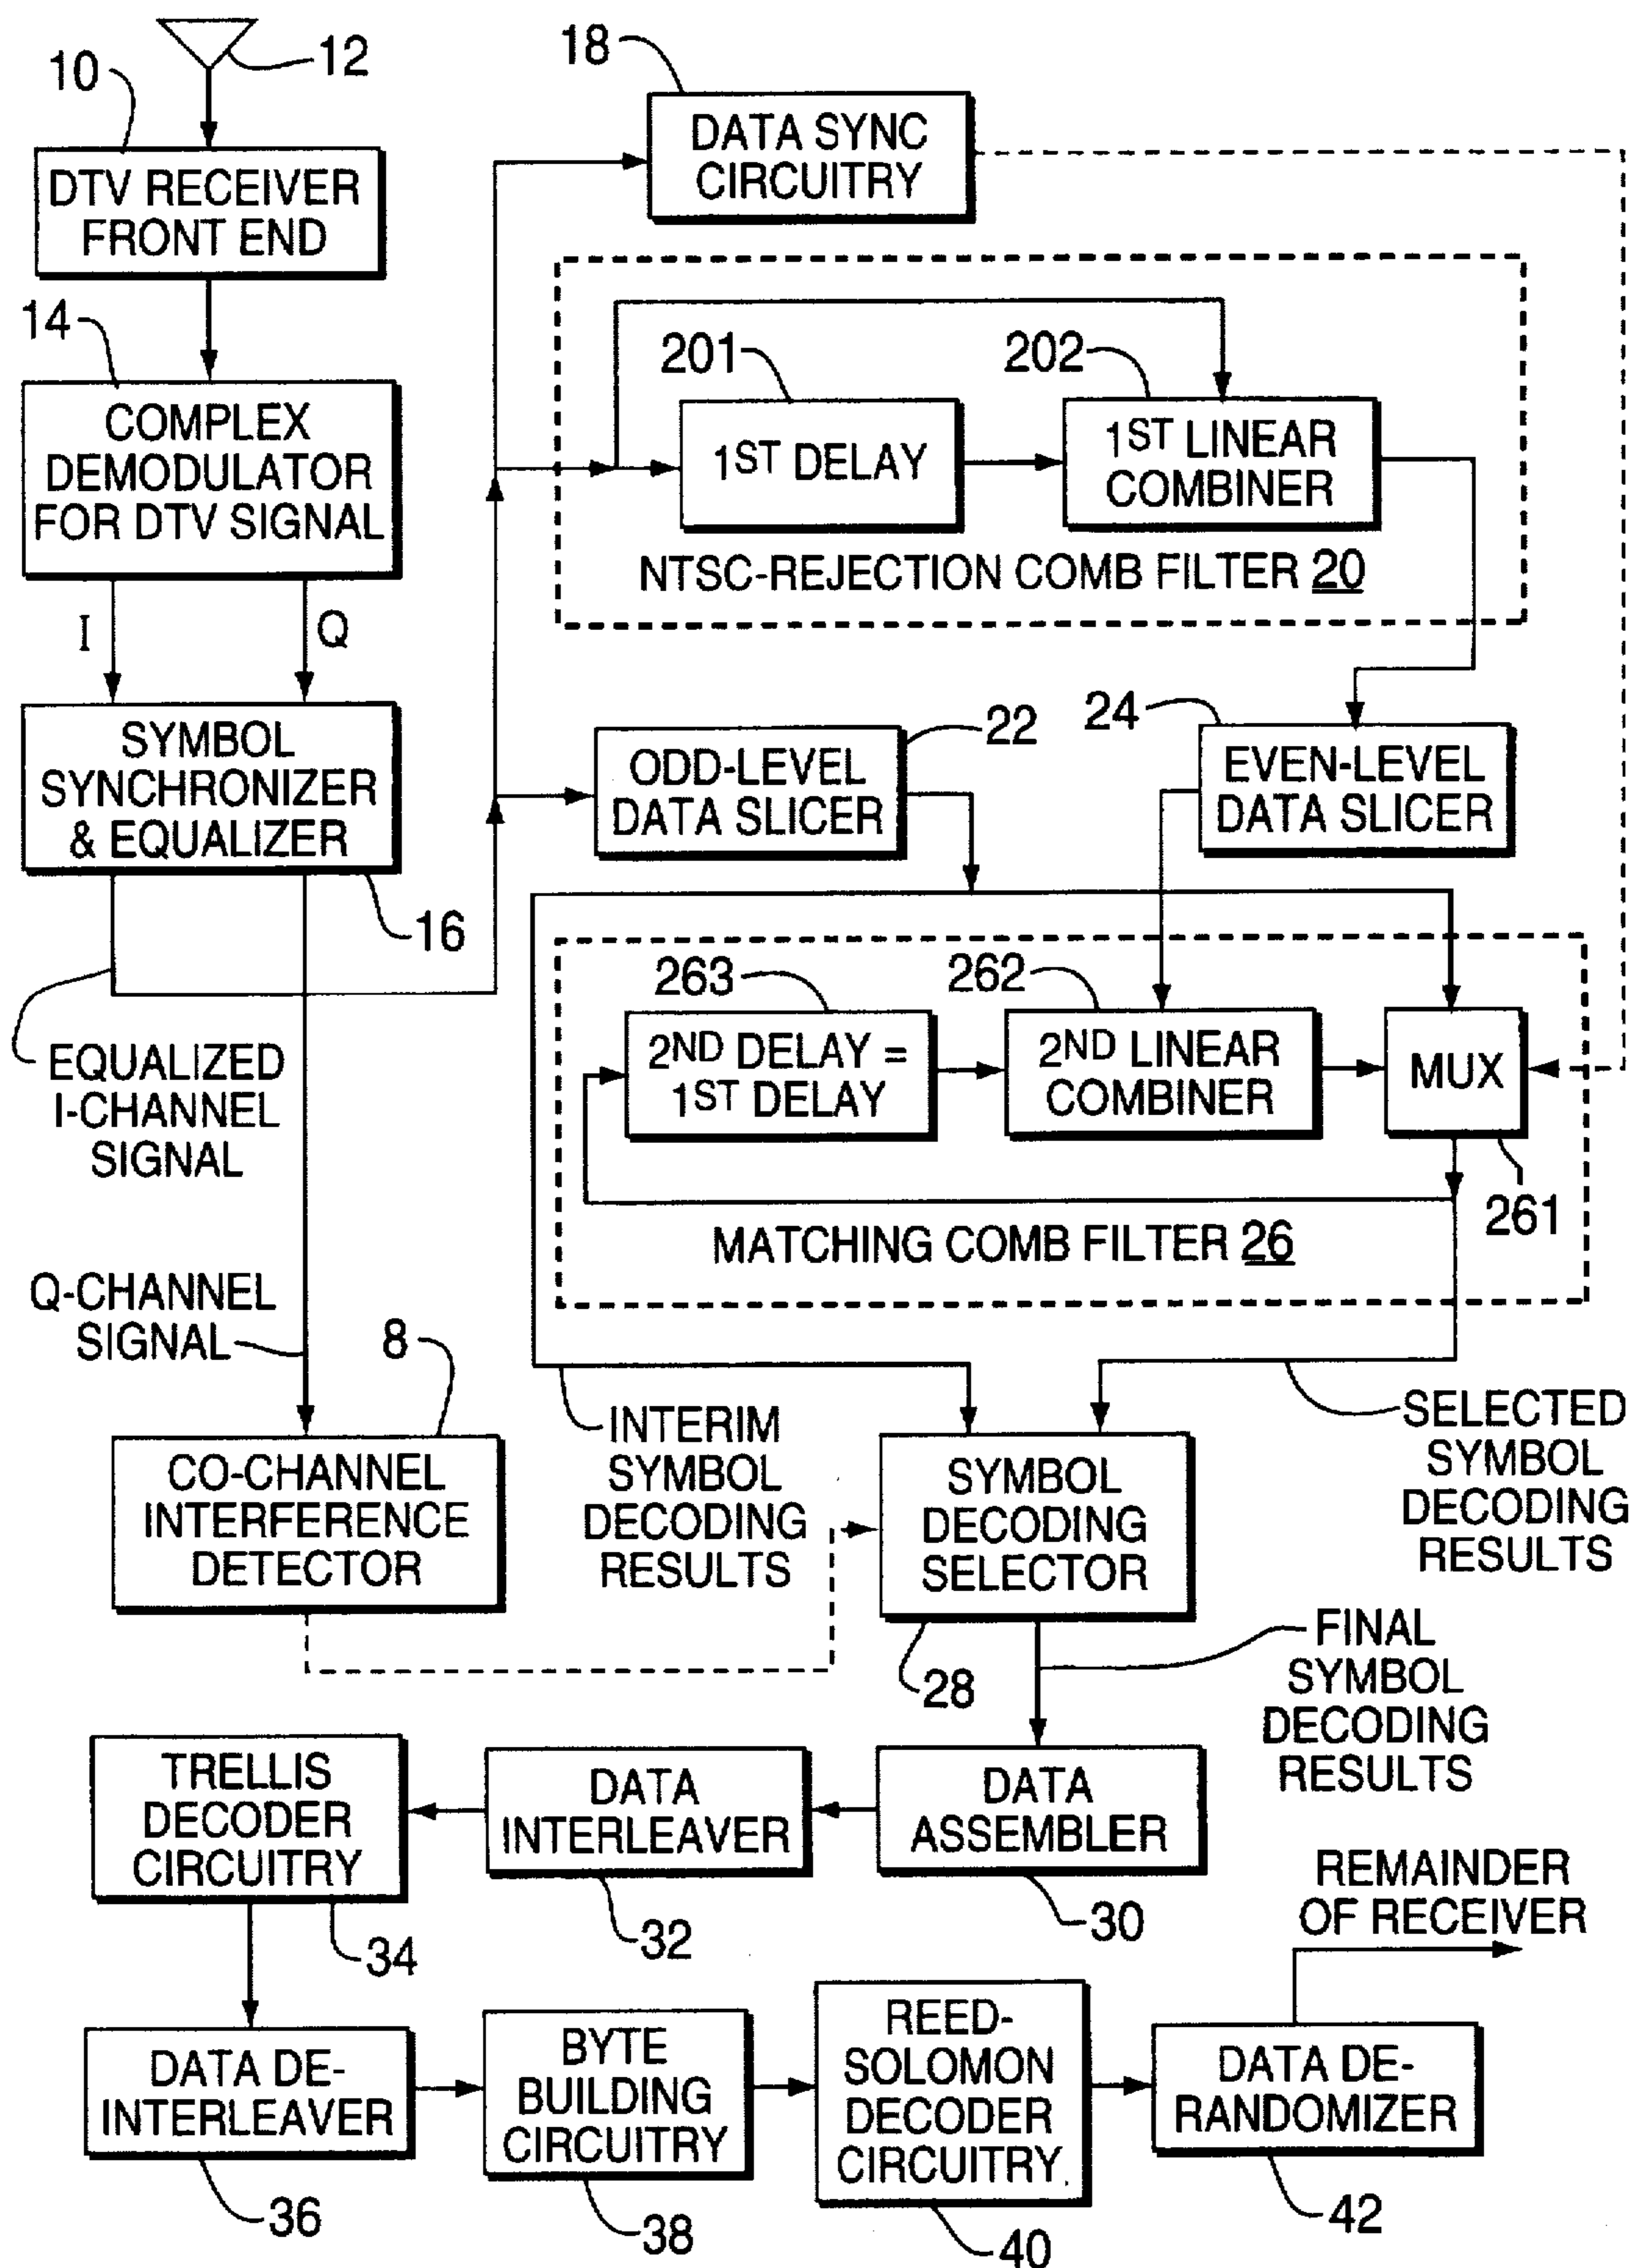 12
10
DTV RECEIVER
FRONT END
18
DATA SYNC
CIRCUITRY
14
COMPLEX
DEMODULATOR
FOR DTV SIGNAL
201
202
1ST DELAY
1ST LINEAR
COMBINER
NTSC-REJECTION COMB FILTER 20
I
Q
SYMBOL
SYNCHRONIZER
& EQUALIZER
16
22
ODD-LEVEL
DATA SLICER
24
EVEN-LEVEL
DATA SLICER
263
262
2ND DELAY =
1ST DELAY
2ND LINEAR
COMBINER
MUX
261
MATCHING COMB FILTER 26
EQUALIZED
I-CHANNEL
SIGNAL
Q-CHANNEL
SIGNAL
8
CO-CHANNEL
INTERFERENCE
DETECTOR
INTERIM
SYMBOL
DECODING
RESULTS
SYMBOL
DECODING
SELECTOR
28
SELECTED
SYMBOL
DECODING
RESULTS
FINAL
SYMBOL
DECODING
RESULTS
TRELLIS
DECODER
CIRCUITRY
34
DATA
INTERLEAVER
32
DATA
ASSEMBLER
30
REMAINDER
OF RECEIVER
DATA DE-
INTERLEAVER
36
BYTE
BUILDING
CIRCUITRY
38
REED-
SOLOMON
DECODER
CIRCUITRY
40
DATA DE-
RANDOMIZER
42